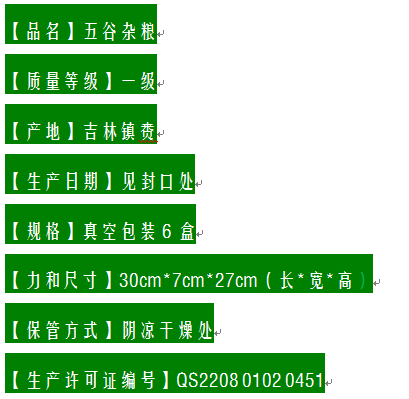 【品名】五谷杂粮
【质量等级】一级
【产地】吉林镇赉
【生产日期】见封口处
【规格】真空包装6盒
【力和尺寸】30cm*7cm*27cm（长*宽*高）
【保管方式】阴凉干燥处
【生产许可证编号】QS2208 0102 0451